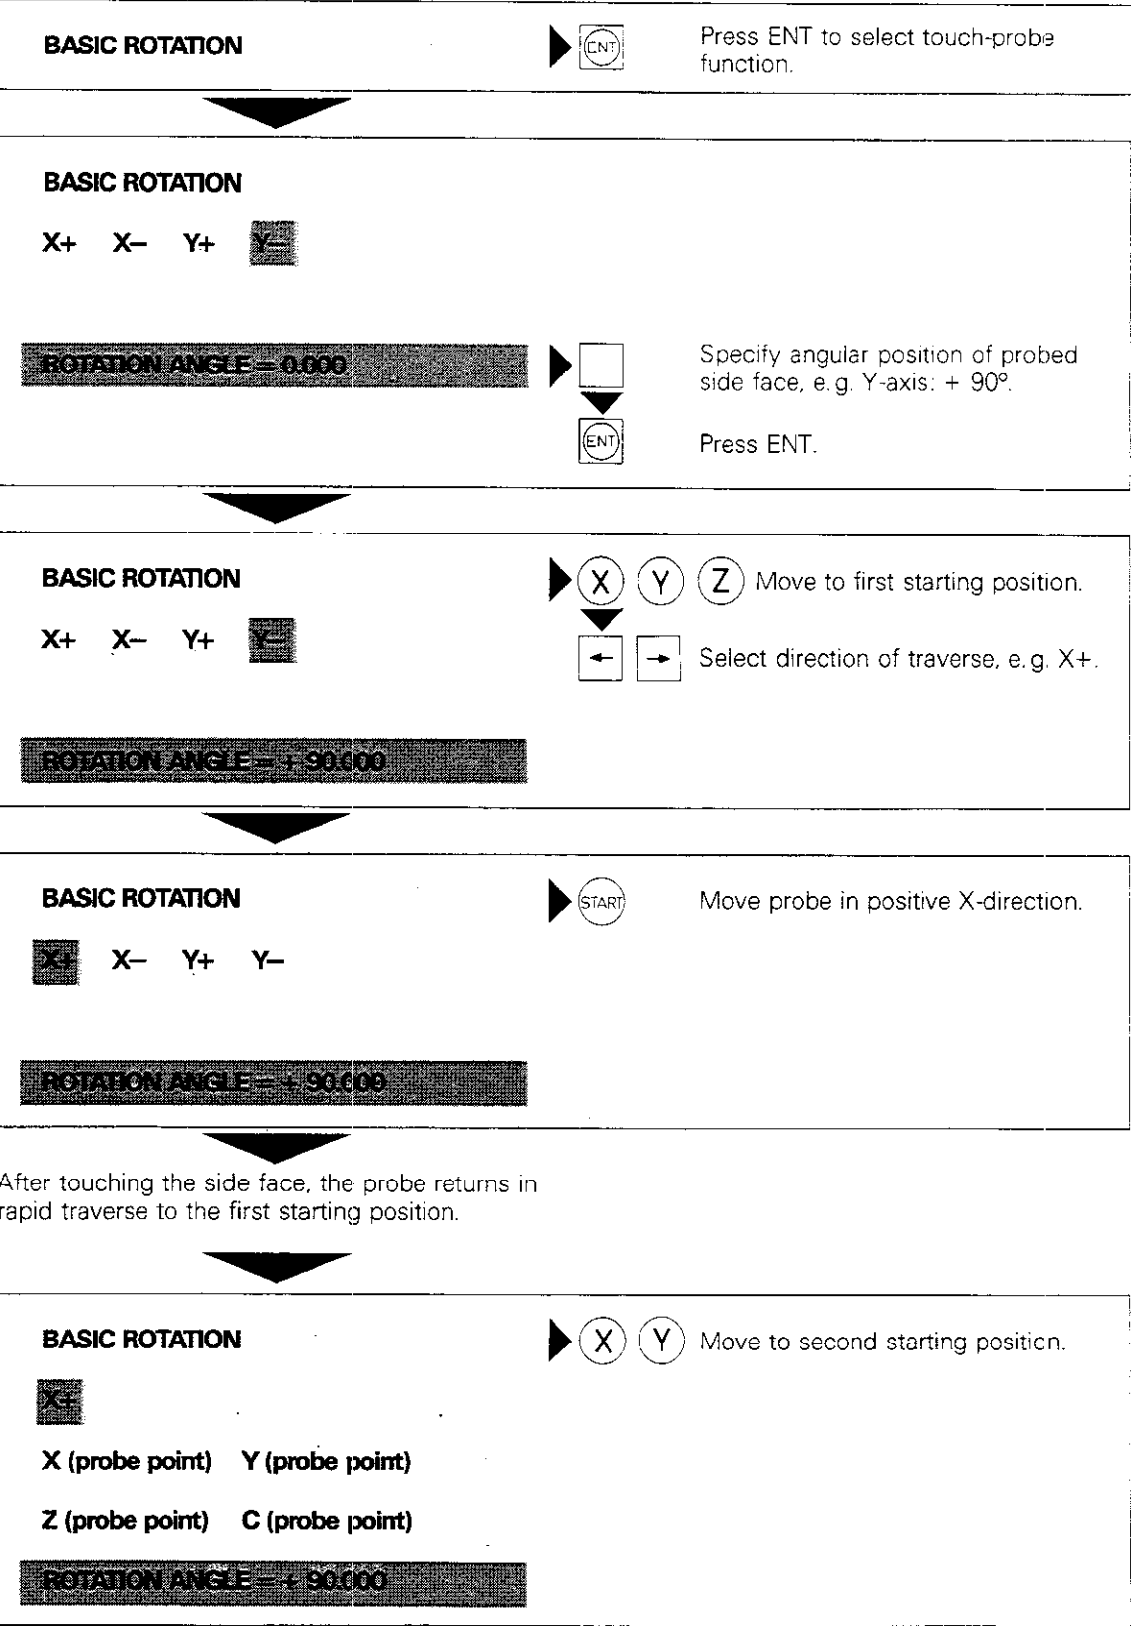 BASIC ROTATION
ENT
Press ENT to select touch-probe
function.
BASIC ROTATION
X+ X– Y+ Y–
ROTATION ANGLE = 0.000
Specify angular position of probed
side face, e. g. Y-axis: + 90°.
ENT
Press ENT.
BASIC ROTATION
X Y Z Move to first starting position.
X+ X– Y+ Y–
← → Select direction of traverse, e. g. X+.
ROTATION ANGLE = + 90.000
BASIC ROTATION
START
Move probe in positive X-direction.
X+ X– Y+ Y–
ROTATION ANGLE = + 90.000
After touching the side face, the probe returns in
rapid traverse to the first starting position.
BASIC ROTATION
X Y Move to second starting position.
X+
X (probe point) Y (probe point)
Z (probe point) C (probe point)
ROTATION ANGLE = + 90.000